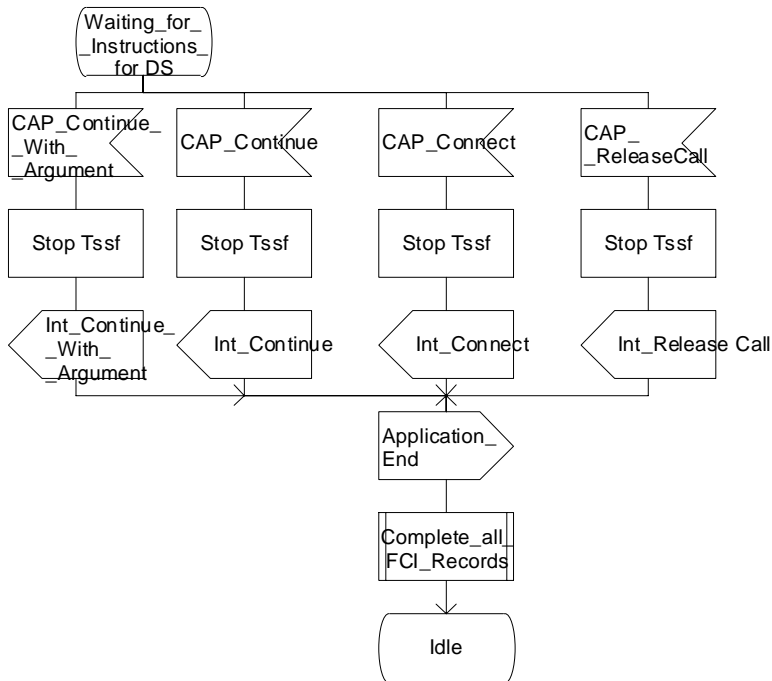 Waiting_for_
_Instructions_
for DS
CAP_Continue_
_With_
_Argument
CAP_Continue
CAP_Connect
CAP_
_ReleaseCall
Stop Tssf
Stop Tssf
Stop Tssf
Stop Tssf
Int_Continue_
_With_
_Argument
Int_Continue
Int_Connect
Int_Release Call
Application_
End
Complete_all_
_FCI_Records
Idle